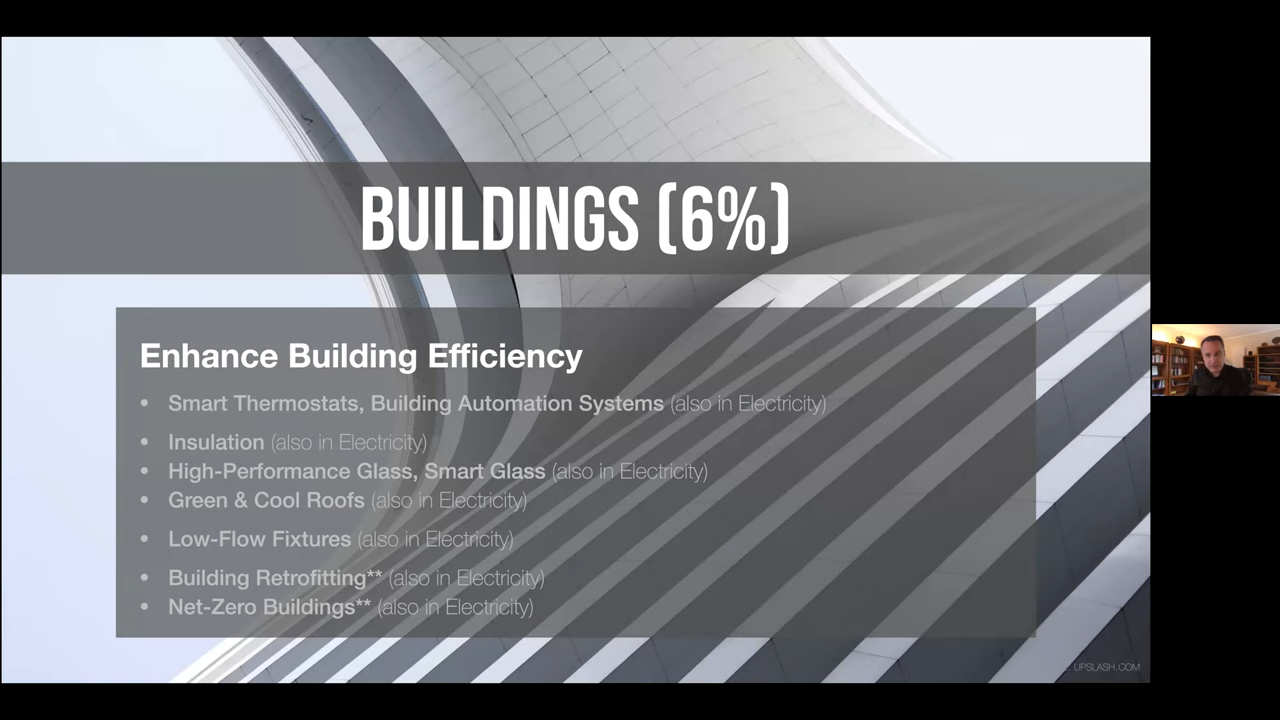 BUILDINGS (6%)
Enhance Building Efficiency
• Smart Thermostats, Building Automation Systems (also in Electricity)
• Insulation (also in Electricity)
• High-Performance Glass, Smart Glass (also in Electricity)
• Green & Cool Roofs (also in Electricity)
• Low-Flow Fixtures (also in Electricity)
• Building Retrofitting** (also in Electricity)
• Net-Zero Buildings** (also in Electricity)
UPSLASH.COM